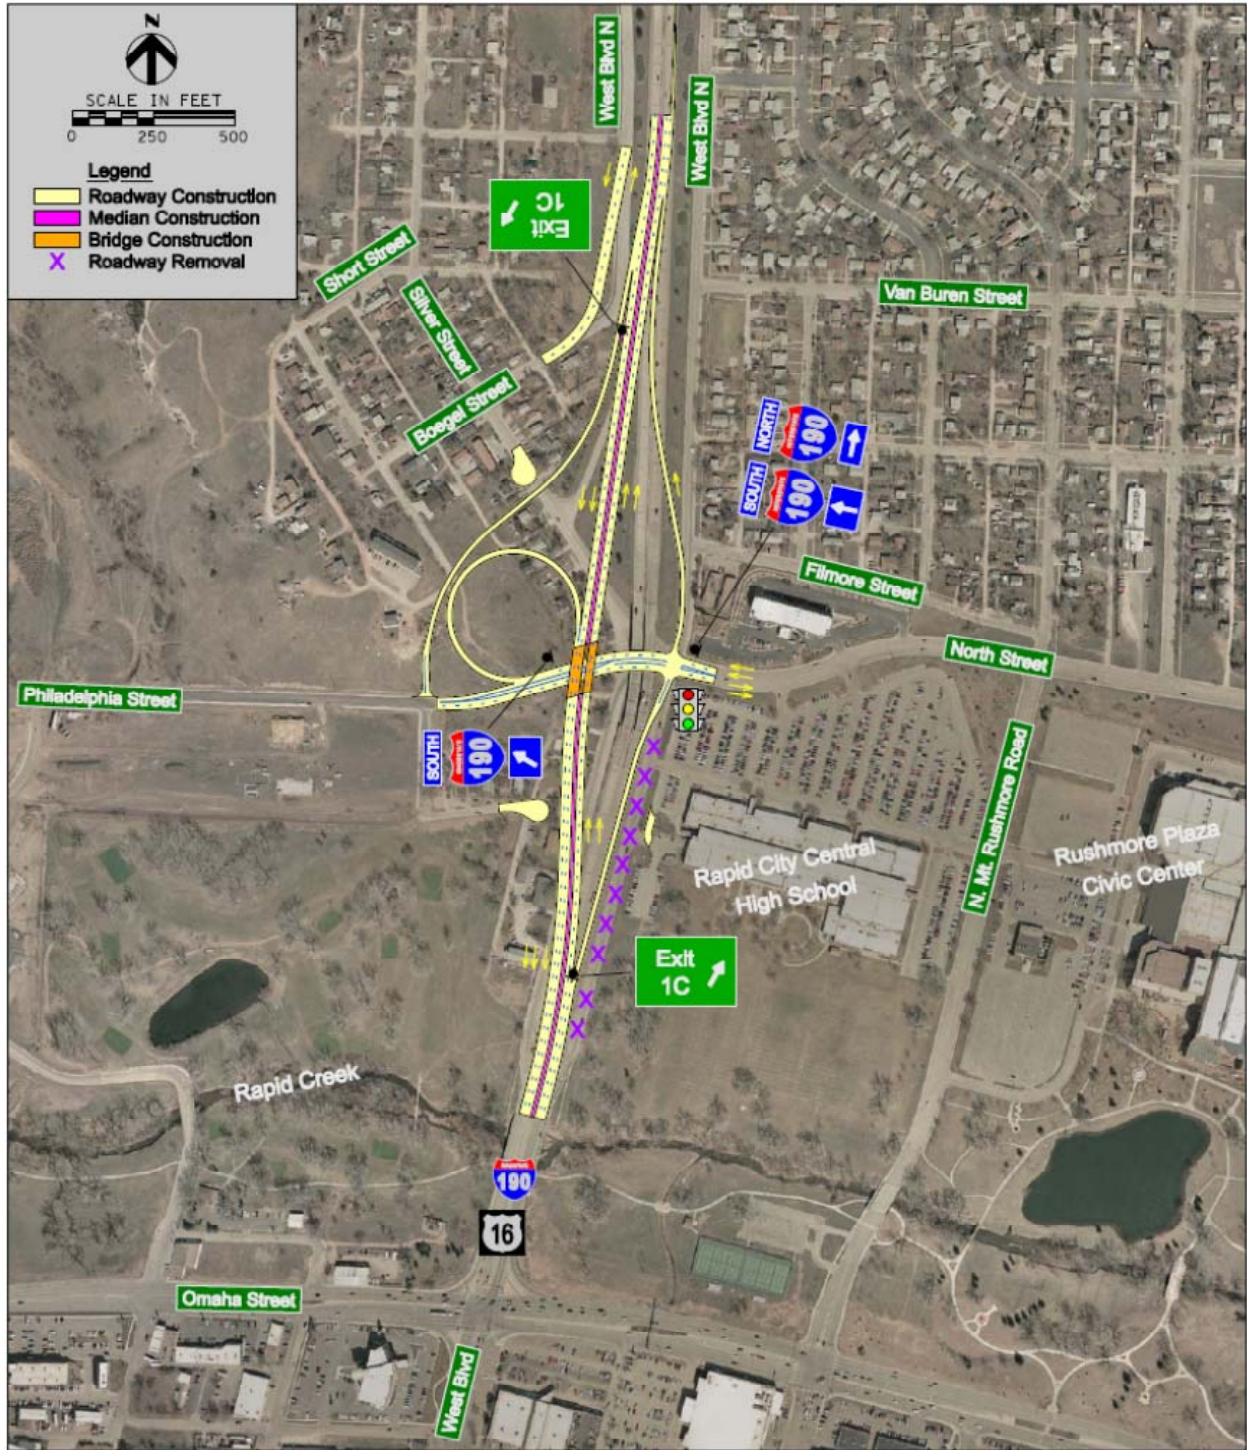 N
SCALE IN FEET
0 250 500
Legend
Roadway Construction
Median Construction
Bridge Construction
X Roadway Removal
West Blvd N
West Blvd N
Exit
1C
Short Street
Silver Street
Boegel Street
Van Buren Street
NORTH
190
SOUTH
190
Filmore Street
North Street
Philadelphia Street
SOUTH
190
N. Mt. Rushmore Road
Rapid City Central
High School
Rushmore Plaza
Civic Center
Exit
1C
Rapid Creek
190
16
Omaha Street
West Blvd